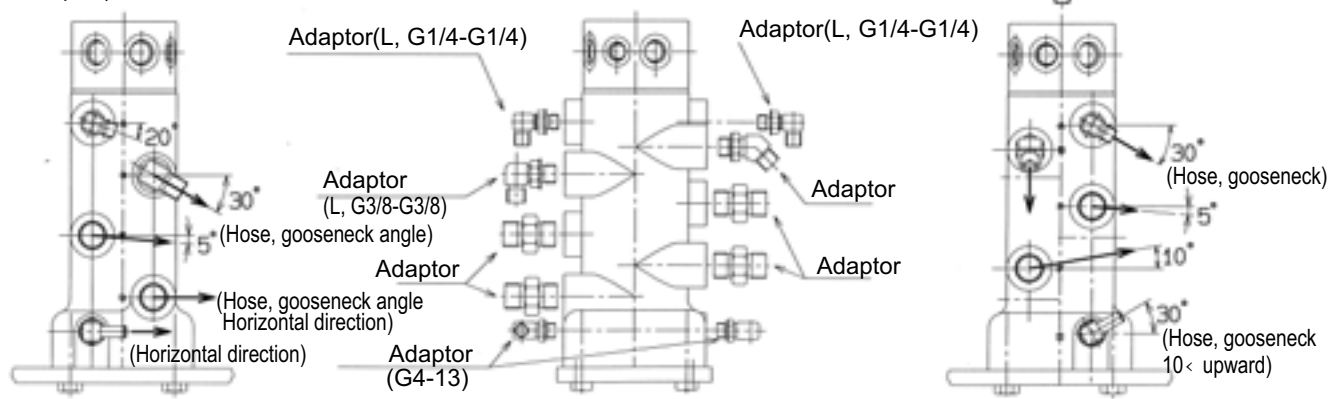 Adaptor(L, G1/4-G1/4)
Adaptor(L, G1/4-G1/4)
20°
30°
(Hose, gooseneck angle)
5°
(Hose, gooseneck angle
Horizontal direction)
(Horizontal direction)
Adaptor
(L, G3/8-G3/8)
Adaptor
Adaptor
(G4-13)
Adaptor
Adaptor
30°
(Hose, gooseneck)
5°
10°
30°
(Hose, gooseneck
10< upward)